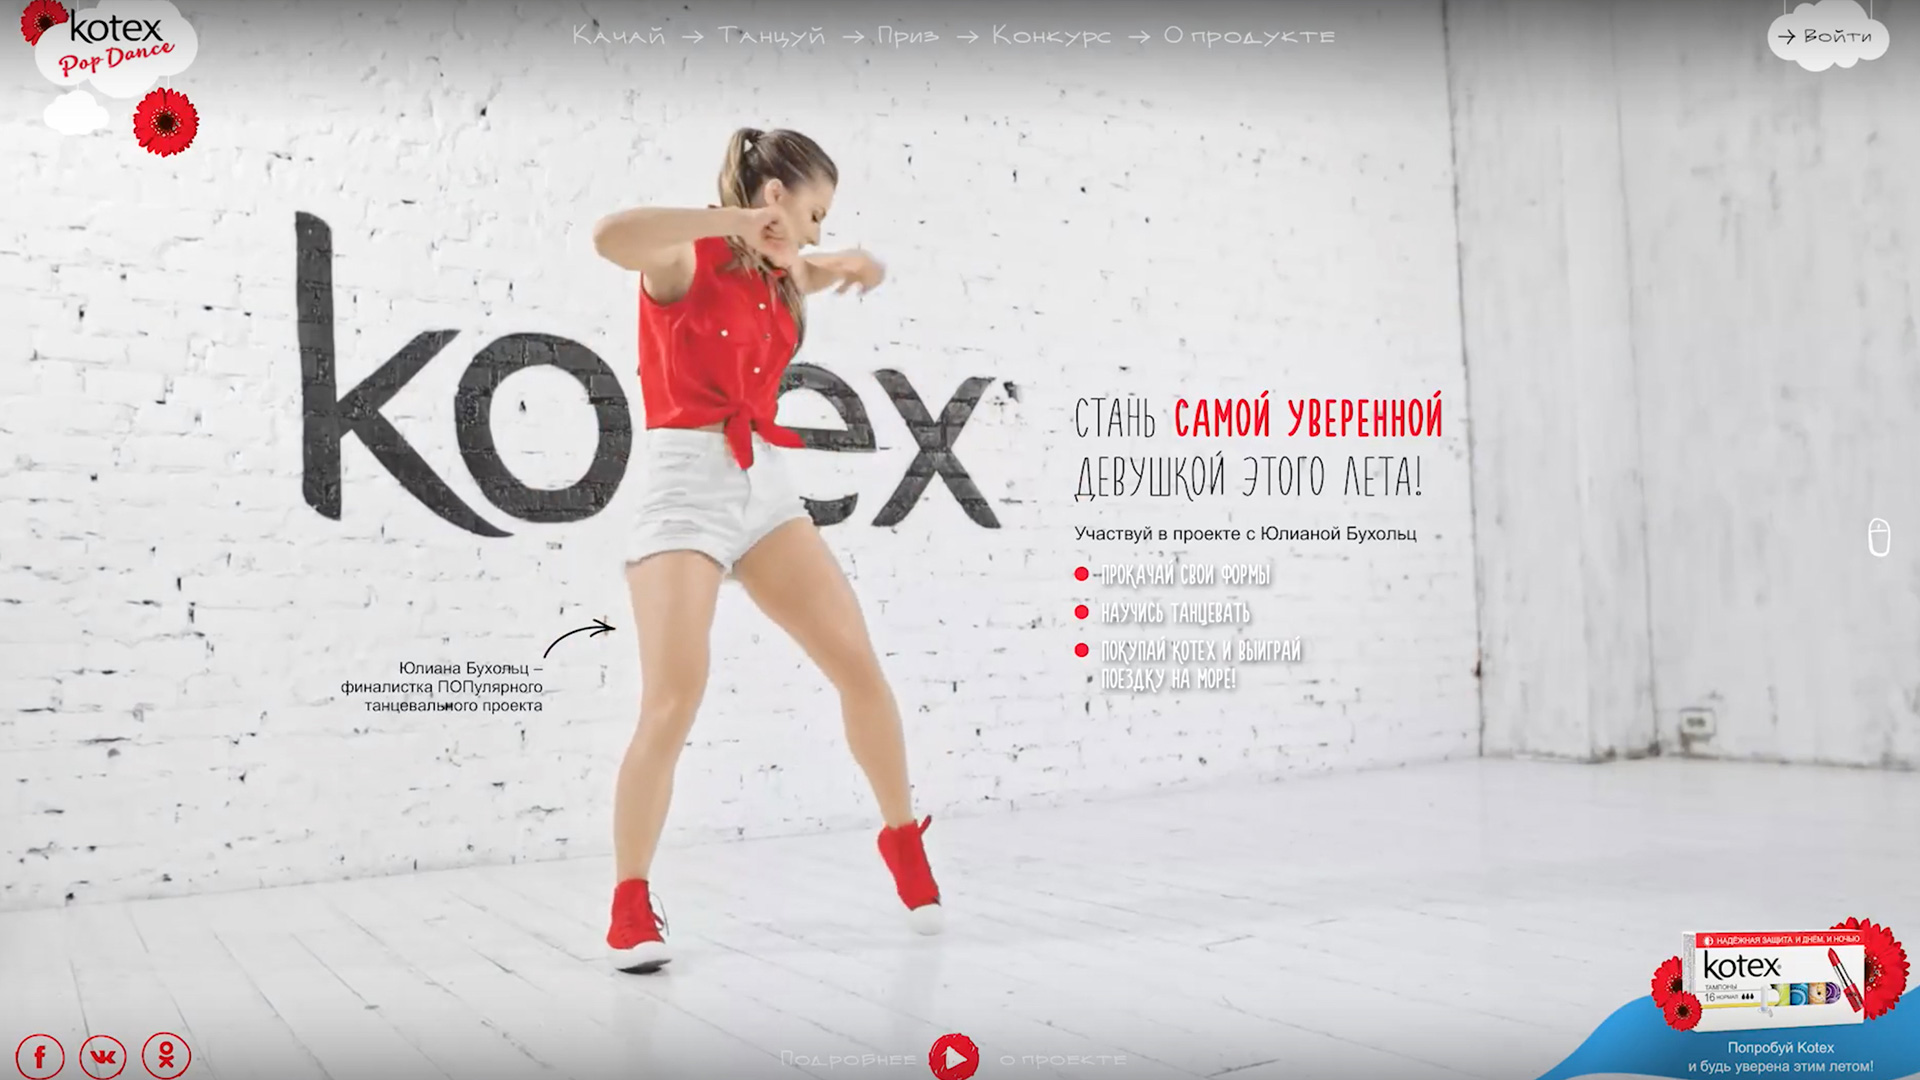 kotex
Pop Dance
Качай → Танцуй → Приз → Конкурс → О продукте
→ Войти
kotex
СТАНЬ САМОЙ УВЕРЕННОЙ
ДЕВУШКОЙ ЭТОГО ЛЕТА!
Участвуй в проекте с Юлианой Бухольц
ПРОКАЧАЙ СВОИ ФОРМЫ
НАУЧИСЬ ТАНЦЕВАТЬ
ПОКУПАЙ КОТЕХ И ВЫИГРАЙ
ПОЕЗДКУ НА МОРЕ!
Юлиана Бухольц –
финалистка ПОПулярного
танцевального проекта
НАДЁЖНАЯ ЗАЩИТА И ДНЁМ, И НОЧЬЮ
kotex
ТАМПОНЫ
16 НОРМАЛ
Попробуй Kotex
и будь уверена этим летом!
Подробнее о проекте